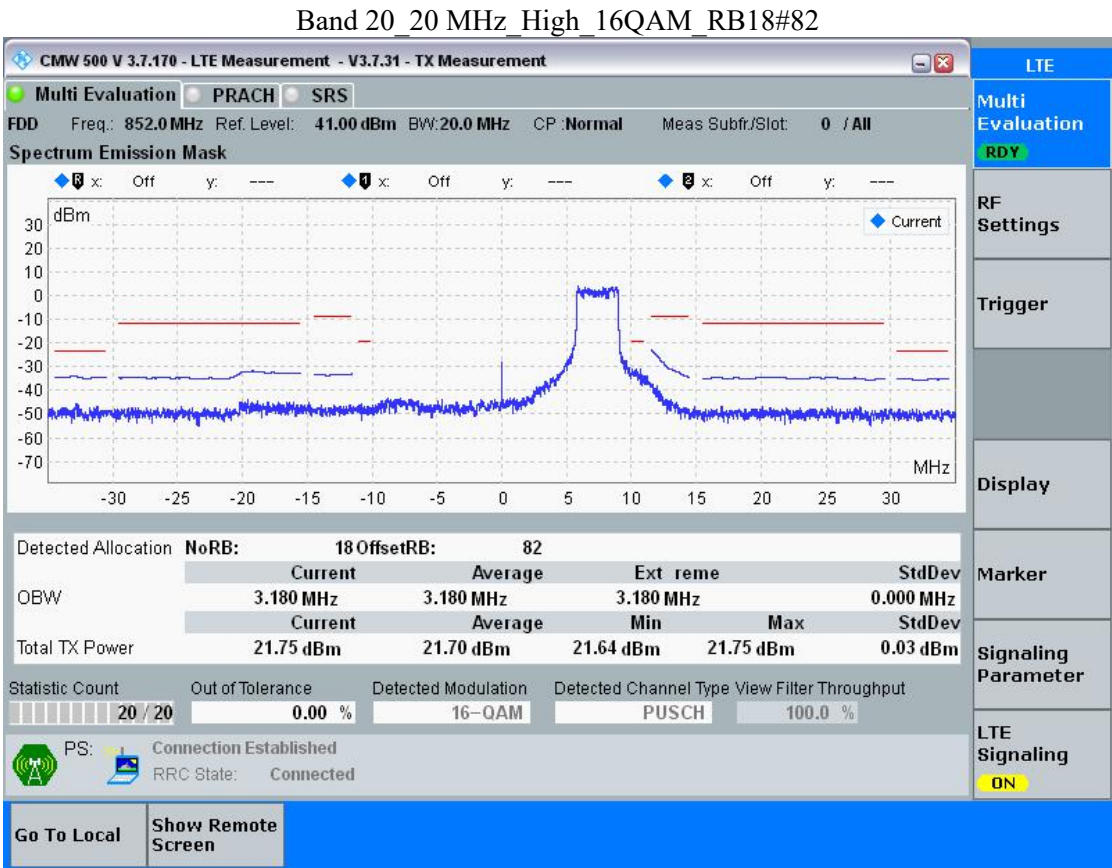 Band 20_20 MHz_High_16QAM_RB18#82
CMW 500 V 3.7.170 - LTE Measurement - V3.7.31 - TX Measurement
LTE
Multi Evaluation PRACH SRS
Multi Evaluation
RDY
FDD Freq.: 852.0 MHz Ref. Level: 41.00 dBm BW:20.0 MHz CP :Normal Meas Subfr./Slot: 0 / All
Spectrum Emission Mask
R x: Off y: --- 1 x: Off y: --- 2 x: Off y: ---
dBm
Current
30
20
10
0
-10
-20
-30
-40
-50
-60
-70
MHz
-30 -25 -20 -15 -10 -5 0 5 10 15 20 25 30
RF Settings
Trigger
Display
Marker
Signaling Parameter
LTE Signaling
ON
Detected Allocation NoRB: 18 OffsetRB: 82
Current Average Ext reme StdDev
OBW 3.180 MHz 3.180 MHz 3.180 MHz 0.000 MHz
Current Average Min Max StdDev
Total TX Power 21.75 dBm 21.70 dBm 21.64 dBm 21.75 dBm 0.03 dBm
Statistic Count Out of Tolerance Detected Modulation Detected Channel Type View Filter Throughput
20 / 20 0.00 % 16-QAM PUSCH 100.0 %
PS: Connection Established
RRC State: Connected
Go To Local
Show Remote Screen